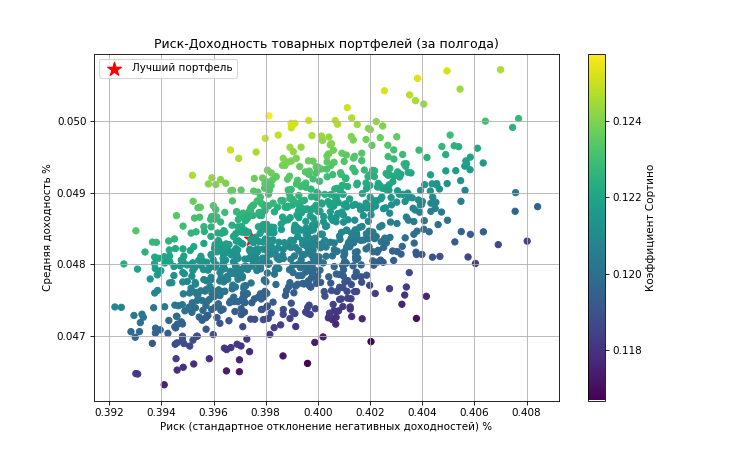 Риск-Доходность товарных портфелей (за полгода)
Лучший портфель
Средняя доходность %
0.050
0.049
0.048
0.047
0.392 0.394 0.396 0.398 0.400 0.402 0.404 0.406 0.408
Риск (стандартное отклонение негативных доходностей) %
0.124
0.122
0.120
0.118
Коэффициент Сортино